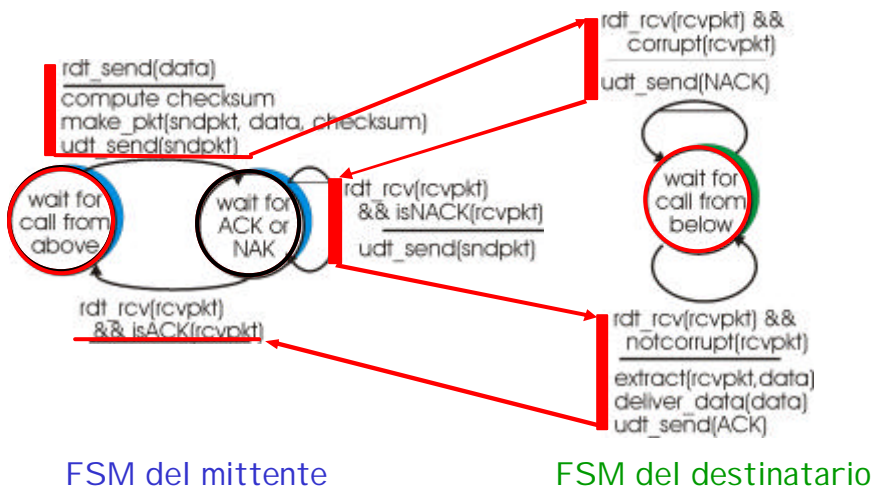 rdt_send(data)
compute checksum
make_pkt(sndpkt, data, checksum)
udt_send(sndpkt)
wait for
call from
above
wait for
ACK or
NAK
rdt_rcv(rcvpkt)
&& isNACK(rcvpkt)
udt_send(sndpkt)
rdt_rcv(rcvpkt)
&& isACK(rcvpkt)
rdt_rcv(rcvpkt) &&
corrupt(rcvpkt)
udt_send(NACK)
wait for
call from
below
rdt_rcv(rcvpkt) &&
notcorrupt(rcvpkt)
extract(rcvpkt,data)
deliver_data(data)
udt_send(ACK)
FSM del mittente
FSM del destinatario